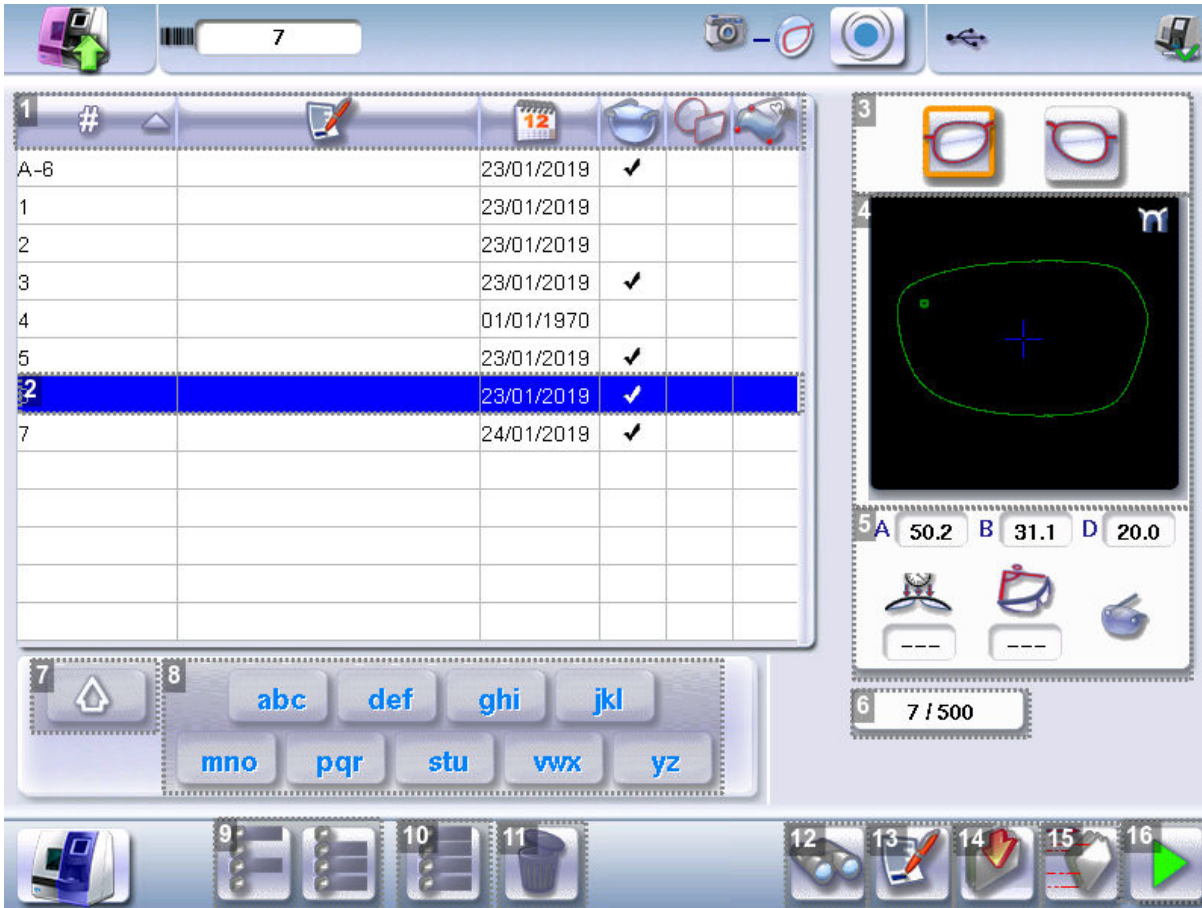 7
1 # 12
3
A-6 23/01/2019 ✓
1 23/01/2019
2 23/01/2019
3 23/01/2019 ✓
4 01/01/1970
5 23/01/2019 ✓
2 23/01/2019 ✓
7 24/01/2019 ✓
4
5 A 50.2 B 31.1 D 20.0
--- ---
6 7 / 500
7
8 abc def ghi jkl
mno pqr stu vwx yz
9 10 11 12 13 14 15 16